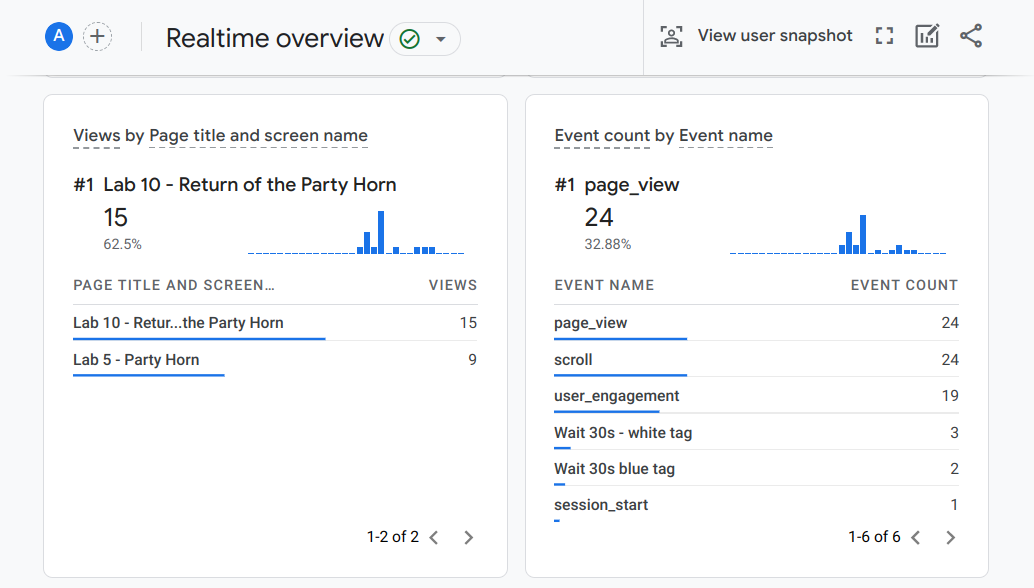 A
Realtime overview
View user snapshot
Views by Page title and screen name
#1 Lab 10 - Return of the Party Horn
15
62.5%
PAGE TITLE AND SCREEN... VIEWS
Lab 10 - Retur...the Party Horn 15
Lab 5 - Party Horn 9
1-2 of 2
Event count by Event name
#1 page_view
24
32.88%
EVENT NAME EVENT COUNT
page_view 24
scroll 24
user_engagement 19
Wait 30s - white tag 3
Wait 30s blue tag 2
session_start 1
1-6 of 6